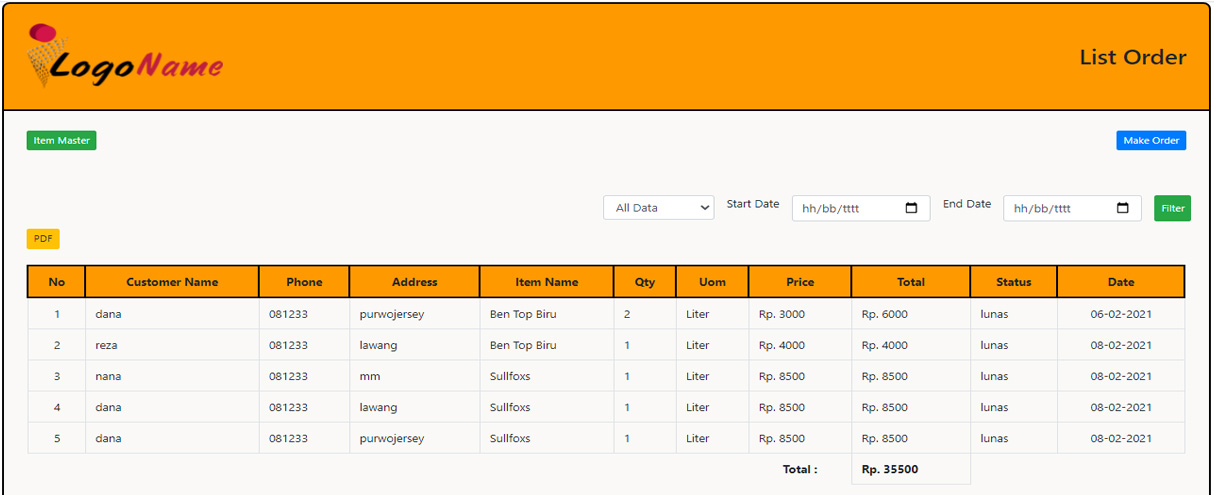 LogoName
List Order
Item Master
Make Order
All Data Start Date hh/bb/tttt End Date hh/bb/tttt Filter
PDF
No Customer Name Phone Address Item Name Qty Uom Price Total Status Date
1 dana 081233 purwojersey Ben Top Biru 2 Liter Rp. 3000 Rp. 6000 lunas 06-02-2021
2 reza 081233 lawang Ben Top Biru 1 Liter Rp. 4000 Rp. 4000 lunas 08-02-2021
3 nana 081233 mm Sullfoxs 1 Liter Rp. 8500 Rp. 8500 lunas 08-02-2021
4 dana 081233 lawang Sullfoxs 1 Liter Rp. 8500 Rp. 8500 lunas 08-02-2021
5 dana 081233 purwojersey Sullfoxs 1 Liter Rp. 8500 Rp. 8500 lunas 08-02-2021
Total : Rp. 35500